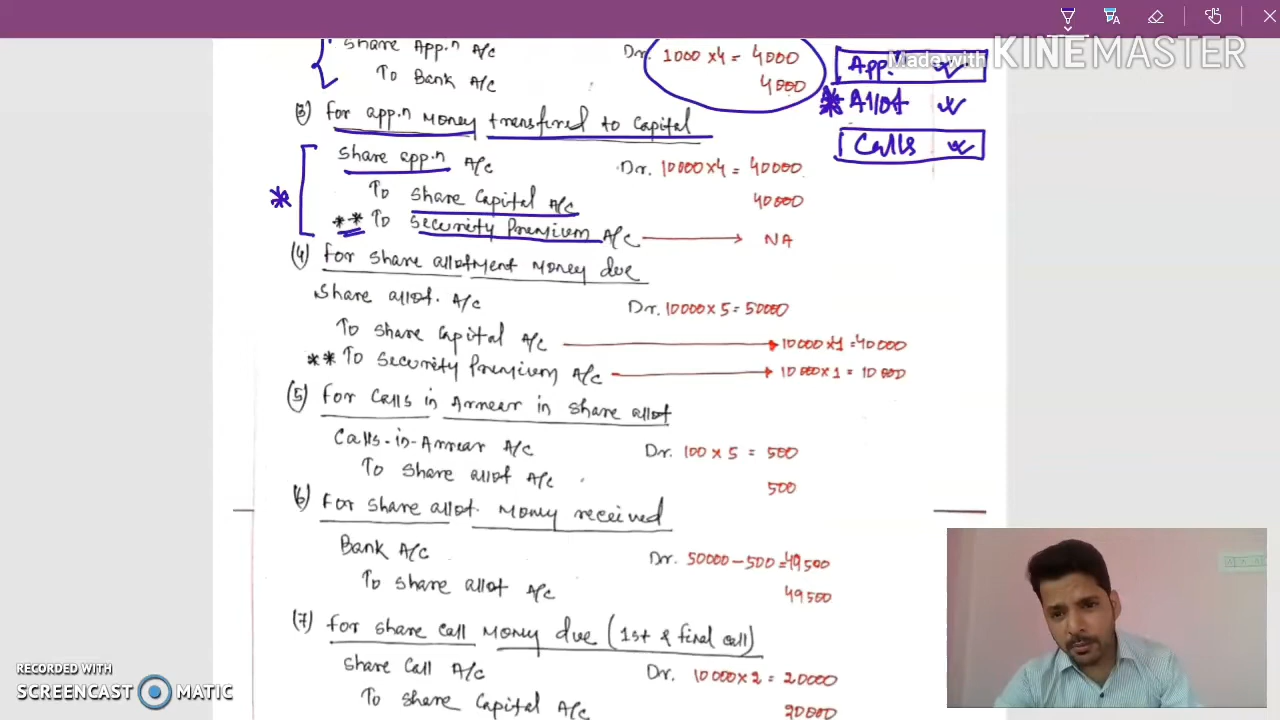 Made with KINEMASTER
Share App.n A/c Dr. 1000 x 4 = 4000
To Bank A/c 4000
App.n
* Allot
Calls
(3) for app.n Money transfired to Capital
Share app.n A/c Dr. 10000 x 4 = 40000
* To Share Capital A/c 40000
** To Security Premium A/c → NA
(4) for share allotment Money due
Share allot. A/c Dr. 10000 x 5 = 50000
To Share Capital A/c → 10000 x 1 = 40000
** To Security Premium A/c → 10000 x 1 = 10000
(5) for Calls in Arrear in share allot
Calls-in-Arrear A/c Dr. 100 x 5 = 500
To share allot A/c 500
(6) for share allot. Money received
Bank A/c Dr. 50000 - 500 = 49500
To share allot A/c 49500
(7) for share call Money due (1st & final call)
Share Call A/c Dr. 10000 x 2 = 20000
To Share Capital A/c 20000
RECORDED WITH
SCREENCAST MATIC